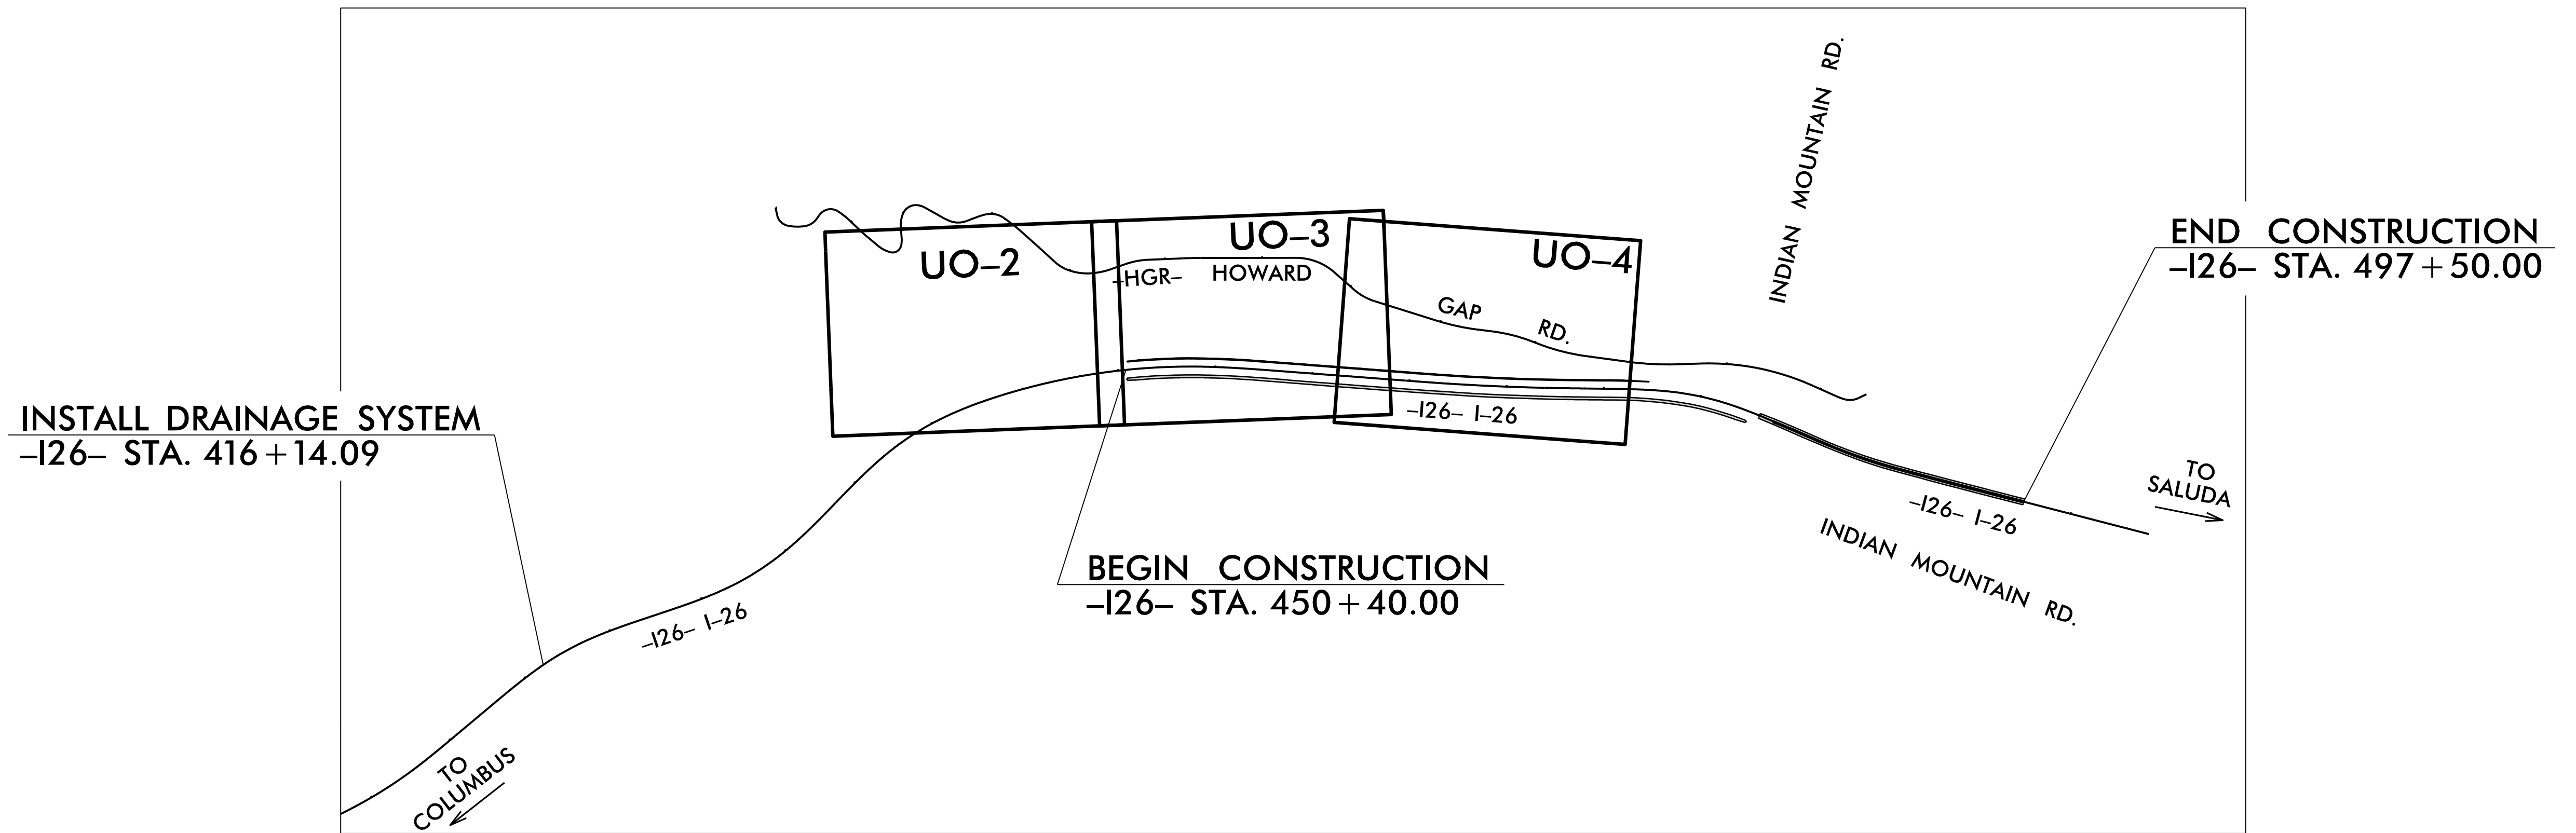 INDIAN MOUNTAIN RD.
UO–2
UO–3
UO–4
END CONSTRUCTION
–I26– STA. 497+50.00
–HGR– HOWARD
GAP
RD.
–I26– I–26
INSTALL DRAINAGE SYSTEM
–I26– STA. 416+14.09
TO
SALUDA
–I26– I–26
INDIAN MOUNTAIN RD.
BEGIN CONSTRUCTION
–I26– STA. 450+40.00
–I26– I–26
TO
COLUMBUS